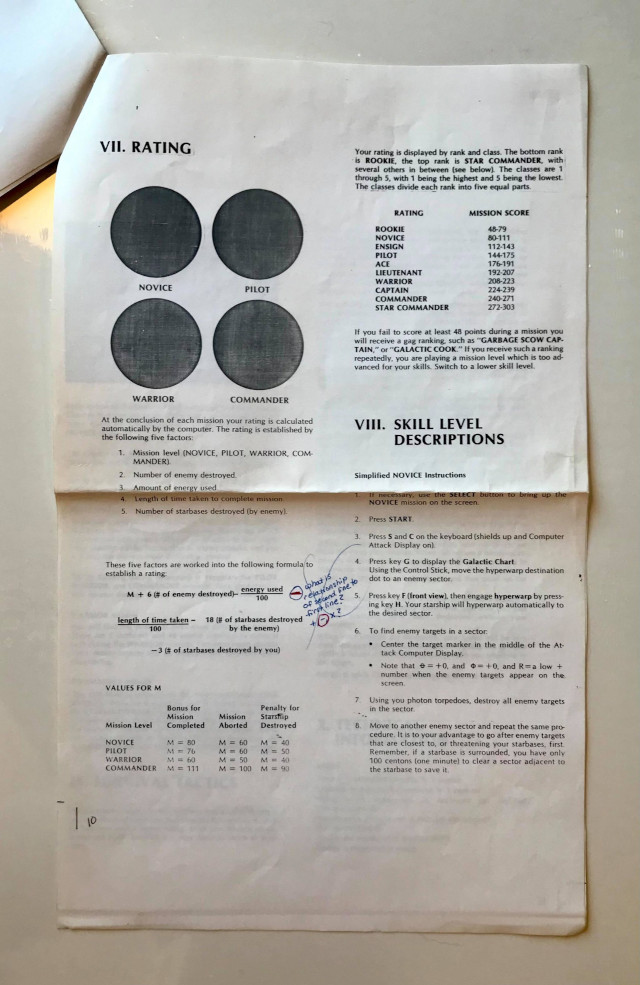 VII. RATING
NOVICE
PILOT
WARRIOR
COMMANDER
At the conclusion of each mission your rating is calculated
automatically by the computer. The rating is established by
the following five factors:
1. Mission level (NOVICE, PILOT, WARRIOR, COM-
MANDER).
2. Number of enemy destroyed.
3. Amount of energy used
4. Length of time taken to complete mission
5. Number of starbases destroyed (by enemy).
These five factors are worked into the following formula to
establish a rating:
M + 6 (# of enemy destroyed)– energy used
100
length of time taken – 18 (# of starbases destroyed
100 by the enemy)
–3 (# of starbases destroyed by you)
what is
relationship
of second line to
first line?
+ – x?
VALUES FOR M
Mission Level Bonus for Mission Completed Mission Aborted Penalty for Starship Destroyed
NOVICE M = 80 M = 60 M = 40
PILOT M = 76 M = 60 M = 50
WARRIOR M = 60 M = 50 M = 40
COMMANDER M = 111 M = 100 M = 90
10
Your rating is displayed by rank and class. The bottom rank
is ROOKIE, the top rank is STAR COMMANDER, with
several others in between (see below). The classes are 1
through 5, with 1 being the highest and 5 being the lowest.
The classes divide each rank into five equal parts.
RATING MISSION SCORE
ROOKIE 48-79
NOVICE 80-111
ENSIGN 112-143
PILOT 144-175
ACE 176-191
LIEUTENANT 192-207
WARRIOR 208-223
CAPTAIN 224-239
COMMANDER 240-271
STAR COMMANDER 272-303
If you fail to score at least 48 points during a mission you
will receive a gag ranking, such as "GARBAGE SCOW CAP-
TAIN," or "GALACTIC COOK." If you receive such a ranking
repeatedly, you are playing a mission level which is too ad-
vanced for your skills. Switch to a lower skill level.
VIII. SKILL LEVEL
DESCRIPTIONS
Simplified NOVICE Instructions
1. If necessary, use the SELECT button to bring up the
NOVICE mission on the screen.
2. Press START.
3. Press S and C on the keyboard (shields up and Computer
Attack Display on).
4. Press key G to display the Galactic Chart.
Using the Control Stick, move the hyperwarp destination
dot to an enemy sector.
5. Press key F (front view), then engage hyperwarp by press-
ing key H. Your starship will hyperwarp automatically to
the desired sector.
6. To find enemy targets in a sector:
• Center the target marker in the middle of the At-
tack Computer Display.
• Note that θ = +0, and Φ = +0, and R=a low +
number when the enemy targets appear on the
screen.
7. Using you photon torpedoes, destroy all enemy targets
in the sector.
8. Move to another enemy sector and repeat the same pro-
cedure. It is to your advantage to go after enemy targets
that are closest to, or threatening your starbases, first.
Remember, if a starbase is surrounded, you have only
100 centons (one minute) to clear a sector adjacent to
the starbase to save it.